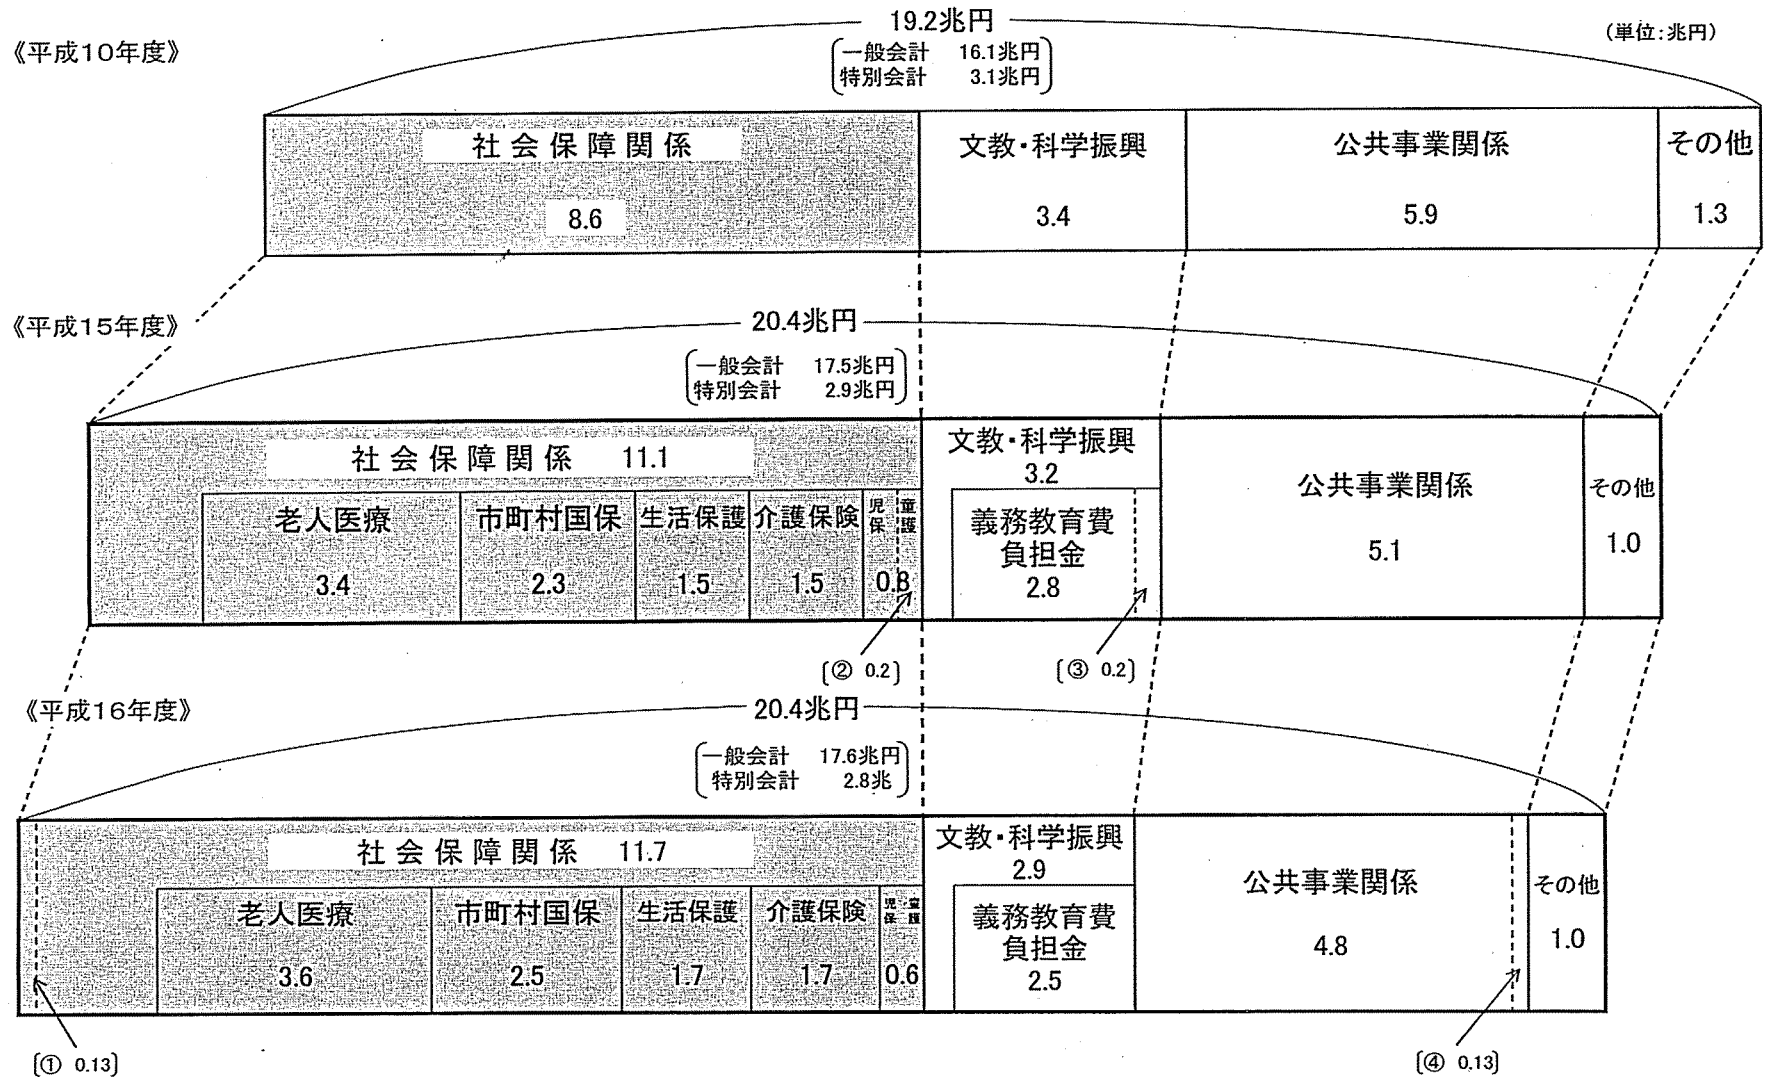 19.2兆円
(単位:兆円)
《平成10年度》
一般会計 16.1兆円
特別会計 3.1兆円
社会保障関係
文教・科学振興
公共事業関係
その他
8.6
3.4
5.9
1.3
《平成15年度》
20.4兆円
一般会計 17.5兆円
特別会計 2.9兆円
社会保障関係 11.1
文教・科学振興
3.2
公共事業関係
5.1
その他
1.0
老人医療
3.4
市町村国保
2.3
生活保護
1.5
介護保険
1.5
児童
保護
0.8
義務教育費
負担金
2.8
〔② 0.2〕
〔③ 0.2〕
《平成16年度》
20.4兆円
一般会計 17.6兆円
特別会計 2.8兆
社会保障関係 11.7
文教・科学振興
2.9
公共事業関係
4.8
その他
1.0
老人医療
3.6
市町村国保
2.5
生活保護
1.7
介護保険
1.7
児童
保護
0.6
義務教育費
負担金
2.5
〔① 0.13〕
〔④ 0.13〕